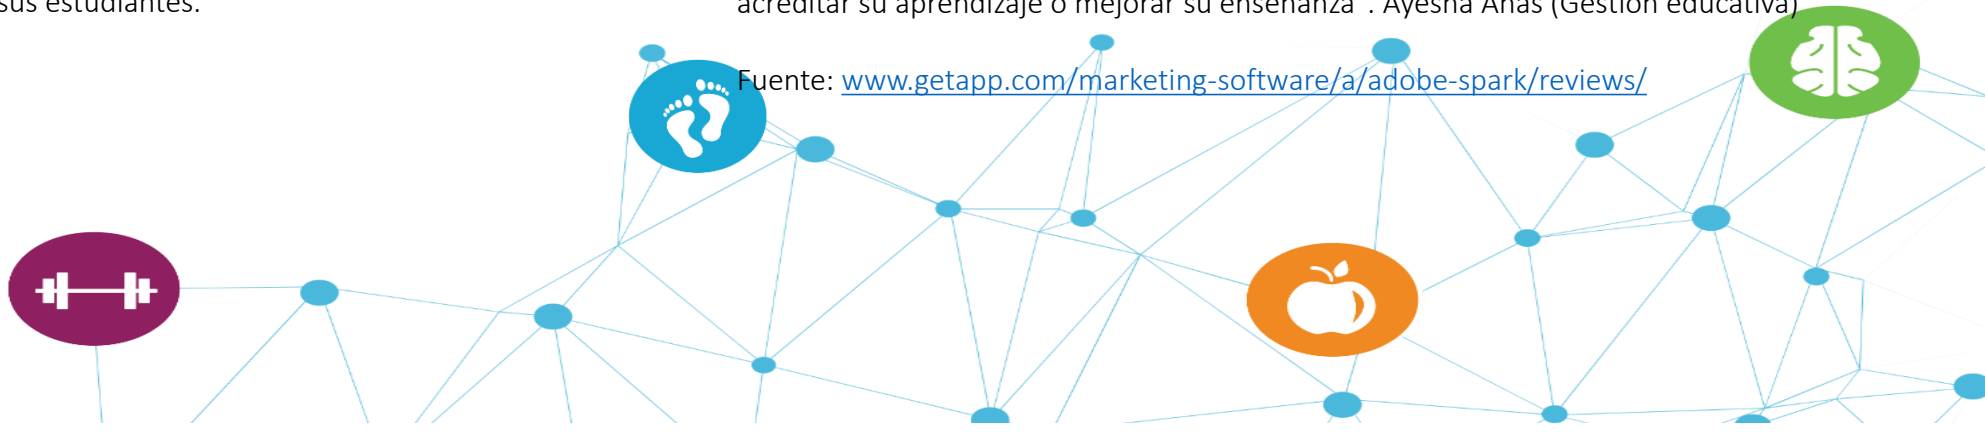 sus estudiantes.
acreditar su aprendizaje o mejorar su enseñanza". Ayesha Anas (Gestión educativa)
Fuente: www.getapp.com/marketing-software/a/adobe-spark/reviews/